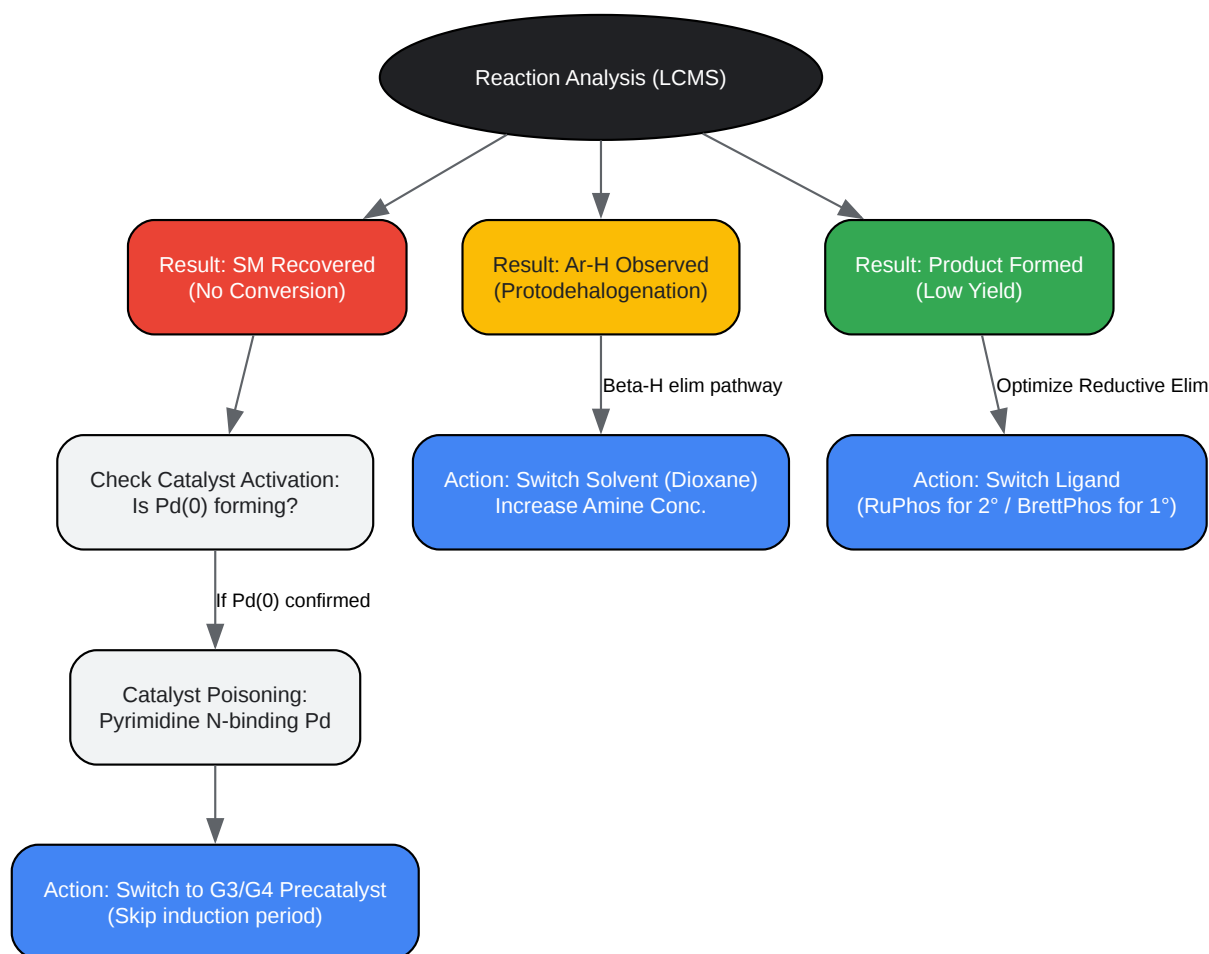 Reaction Analysis (LCMS)
Result: SM Recovered
(No Conversion)
Result: Ar-H Observed
(Protodehalogenation)
Result: Product Formed
(Low Yield)
Beta-H elim pathway
Optimize Reductive Elim
Check Catalyst Activation:
Is Pd(0) forming?
Action: Switch Solvent (Dioxane)
Increase Amine Conc.
Action: Switch Ligand
(RuPhos for 2° / BrettPhos for 1°)
If Pd(0) confirmed
Catalyst Poisoning:
Pyrimidine N-binding Pd
Action: Switch to G3/G4 Precatalyst
(Skip induction period)